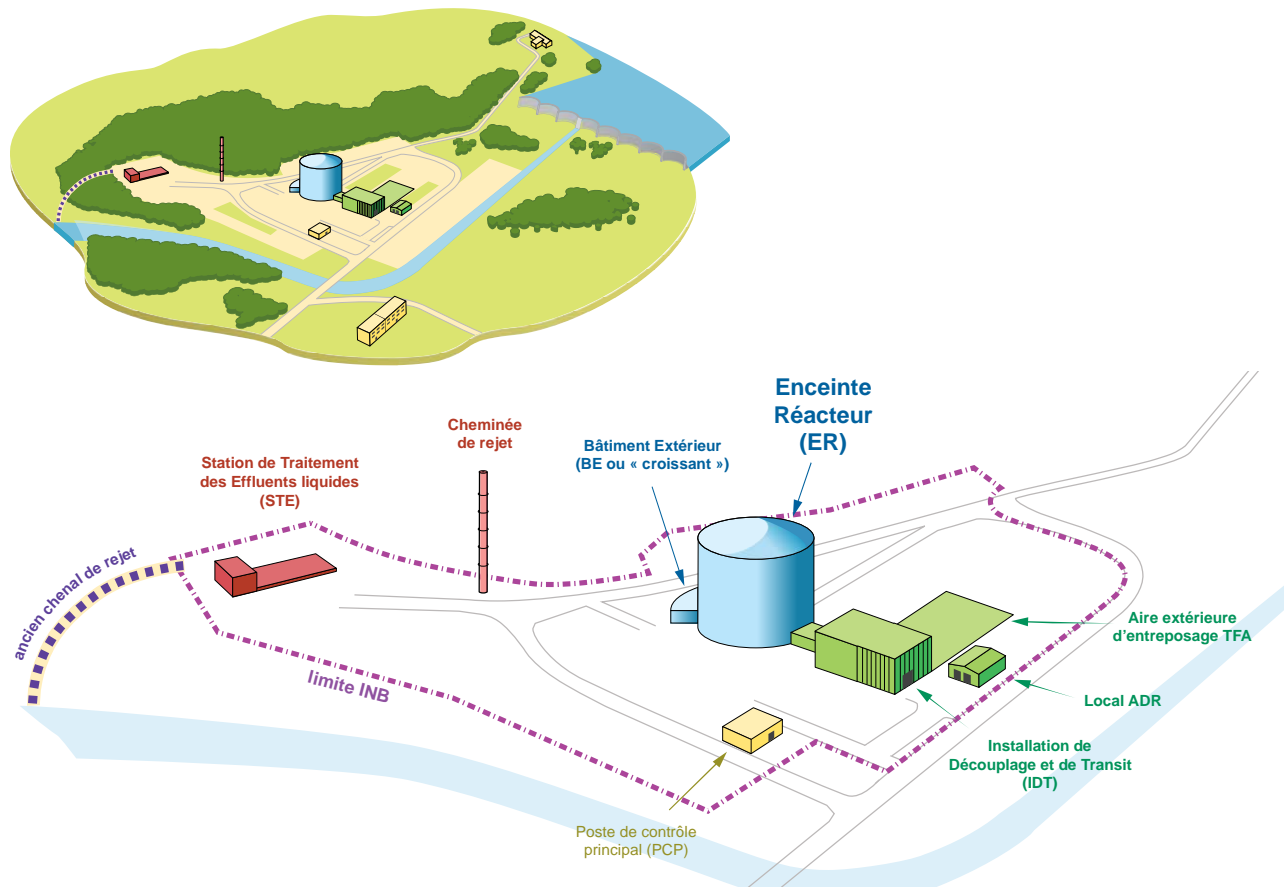 Enceinte
Réacteur
(ER)
Cheminée
de rejet
Bâtiment Extérieur
(BE ou « croissant »)
Station de Traitement
des Effluents liquides
(STE)
ancien chenal de rejet
limite INB
Aire extérieure
d'entreposage TFA
Local ADR
Installation de
Découplage et de Transit
(IDT)
Poste de contrôle
principal (PCP)